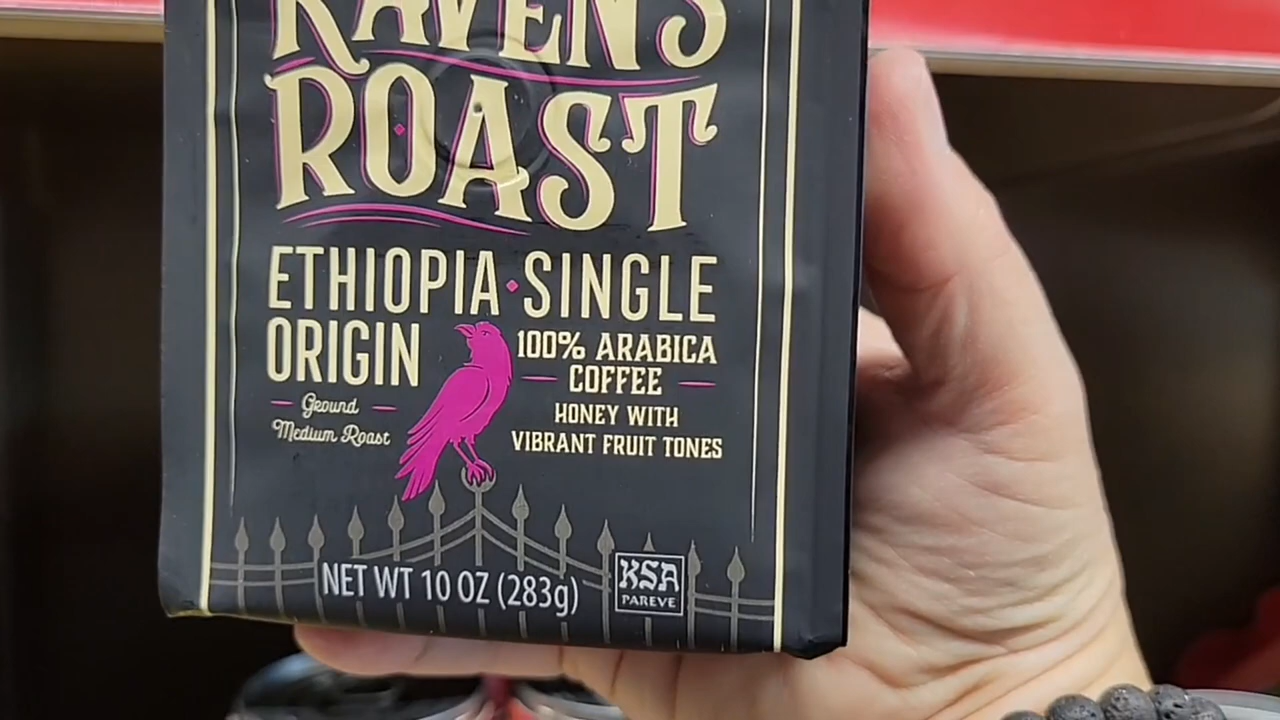 RAVEN'S
ROAST
ETHIOPIA · SINGLE
ORIGIN
Ground
Medium Roast
100% ARABICA
COFFEE
HONEY WITH
VIBRANT FRUIT TONES
NET WT 10 OZ (283g)
KSA
PAREVE